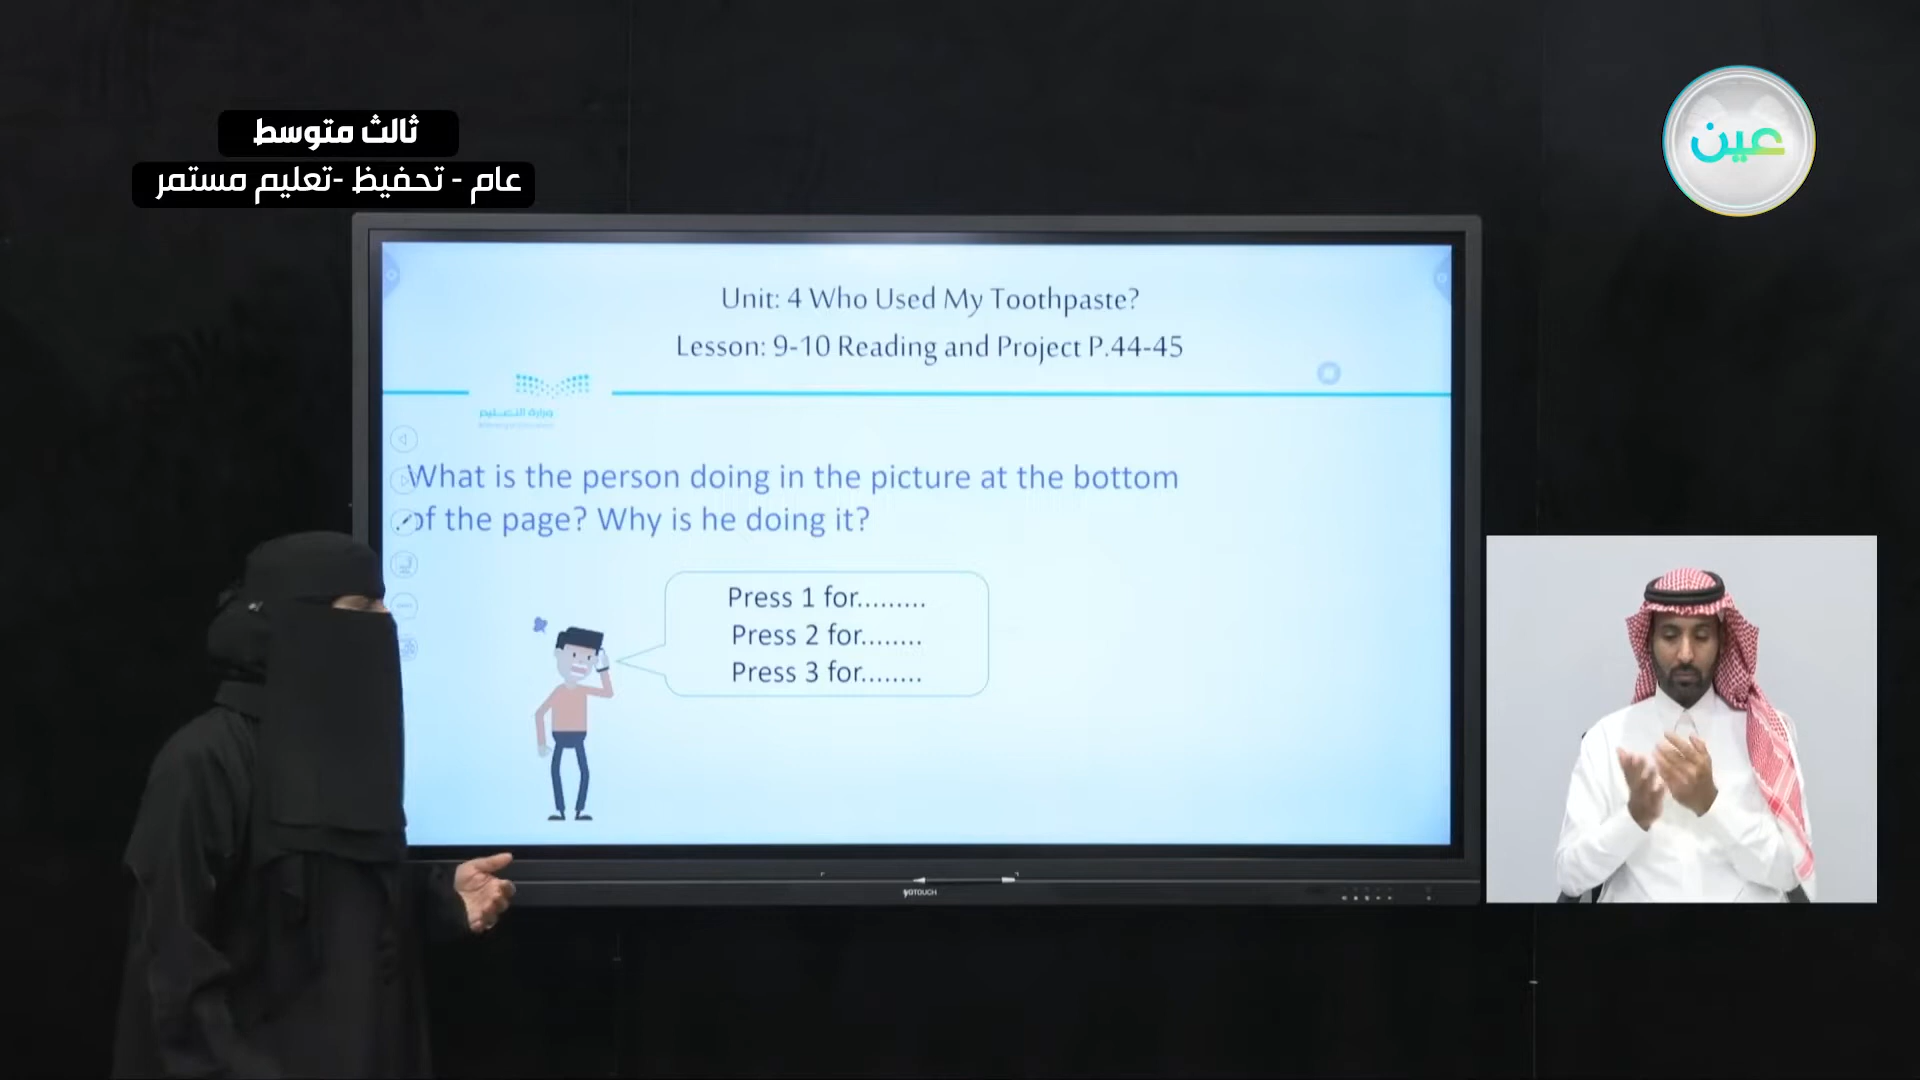 ثالث متوسط
عام - تحفيظ -تعليم مستمر
عين
Unit: 4 Who Used My Toothpaste?
Lesson: 9-10 Reading and Project P.44-45
وزارة التعليم
What is the person doing in the picture at the bottom
of the page? Why is he doing it?
Press 1 for.........
Press 2 for........
Press 3 for........